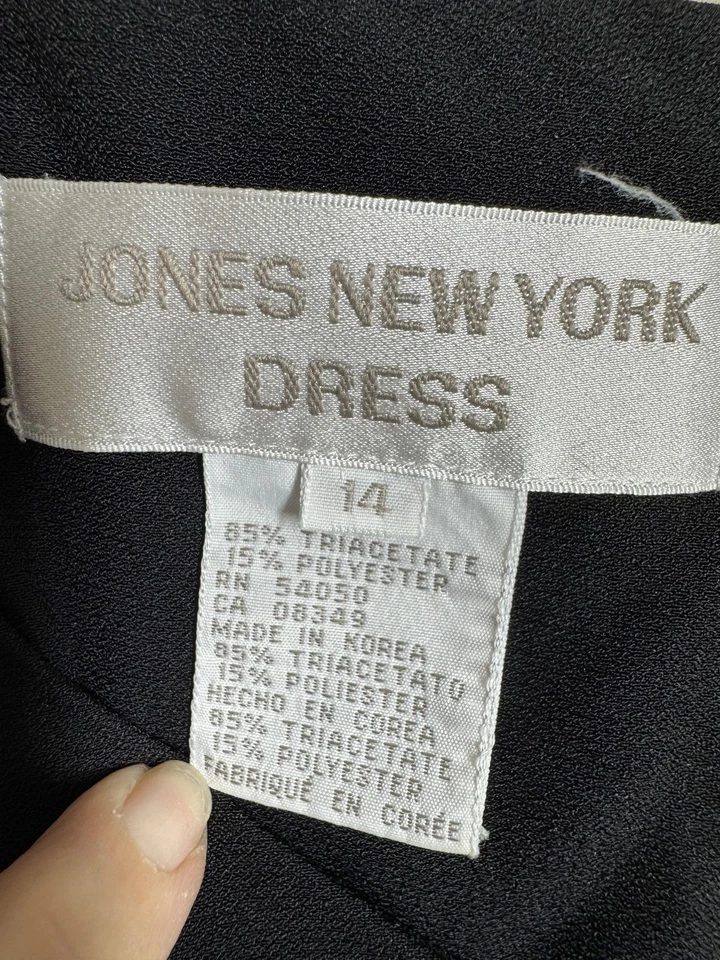 JONES NEW YORK
DRESS
14
85% TRIACETATE
15% POLYESTER
RN 54050
CA 08349
MADE IN KOREA
85% TRIACETATO
15% POLIESTER
HECHO EN COREA
85% TRIACETATE
15% POLYESTER
FABRIQUÉ EN CORÉE